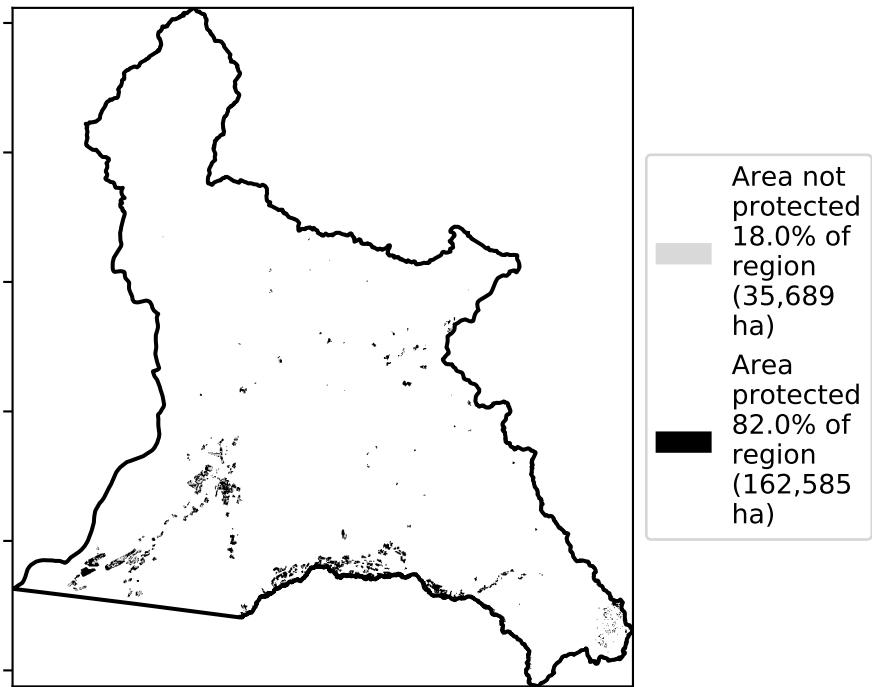 Area not
protected
18.0% of
region
(35,689
ha)
Area
protected
82.0% of
region
(162,585
ha)